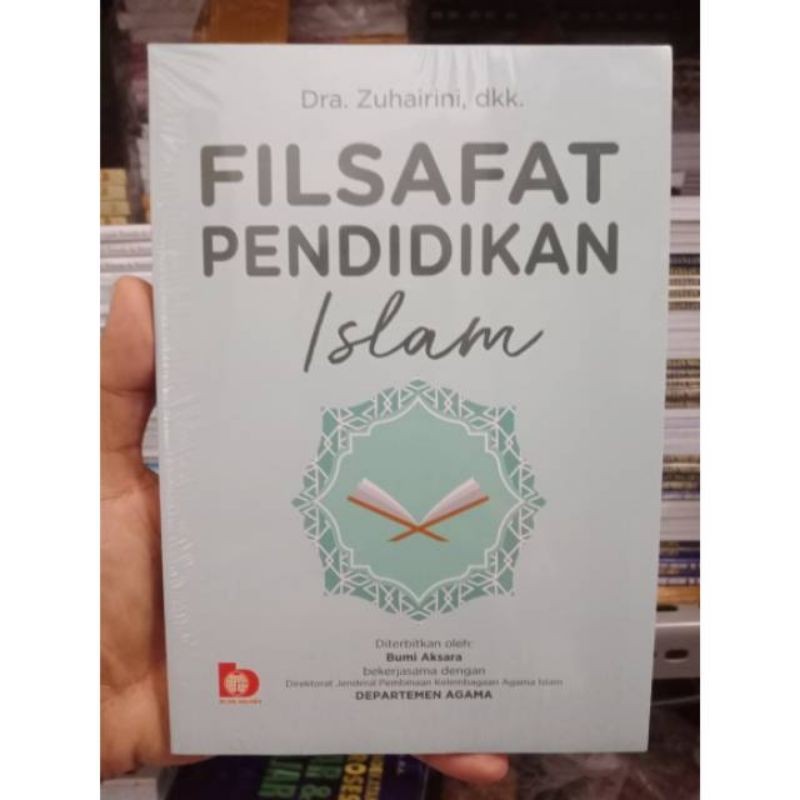 Dra. Zuhairini, dkk.
FILSAFAT
PENDIDIKAN
Islam
Diterbitkan oleh:
Bumi Aksara
bekerjasama dengan
Direktorat Jenderal Pembinaan Kelembagaan Agama Islam
DEPARTEMEN AGAMA
b